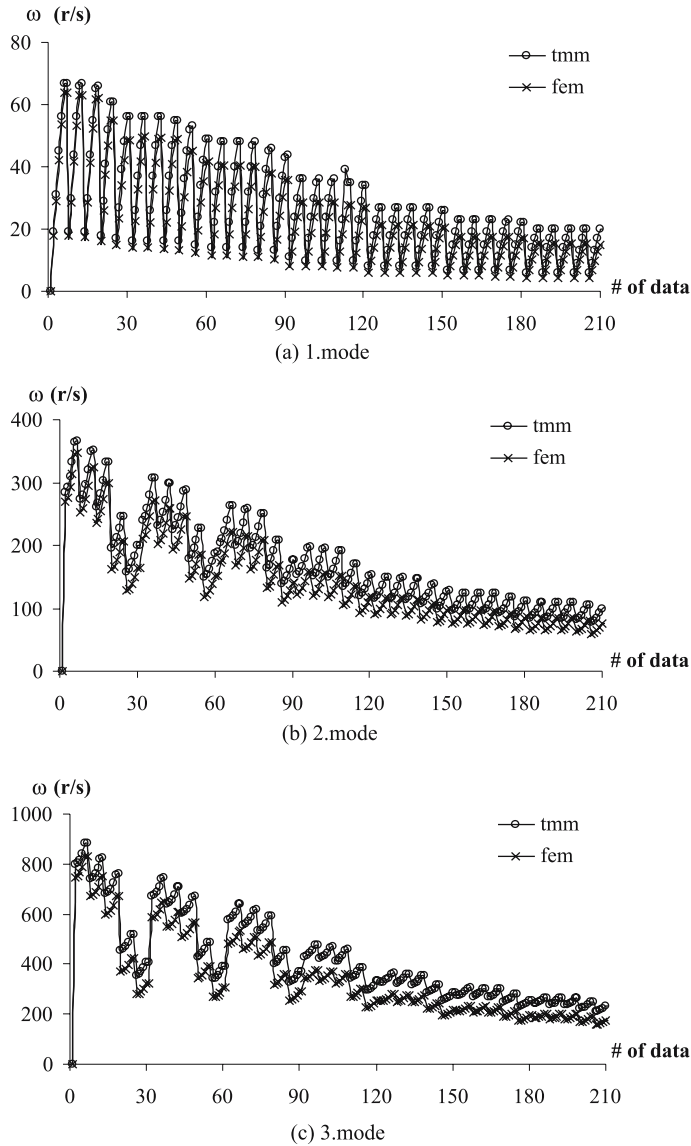 ω (r/s)
80
60
40
20
0
tmm
fem
0 30 60 90 120 150 180 210
# of data
(a) 1.mode
ω (r/s)
400
300
200
100
0
tmm
fem
0 30 60 90 120 150 180 210
# of data
(b) 2.mode
ω (r/s)
1000
800
600
400
200
0
tmm
fem
0 30 60 90 120 150 180 210
# of data
(c) 3.mode